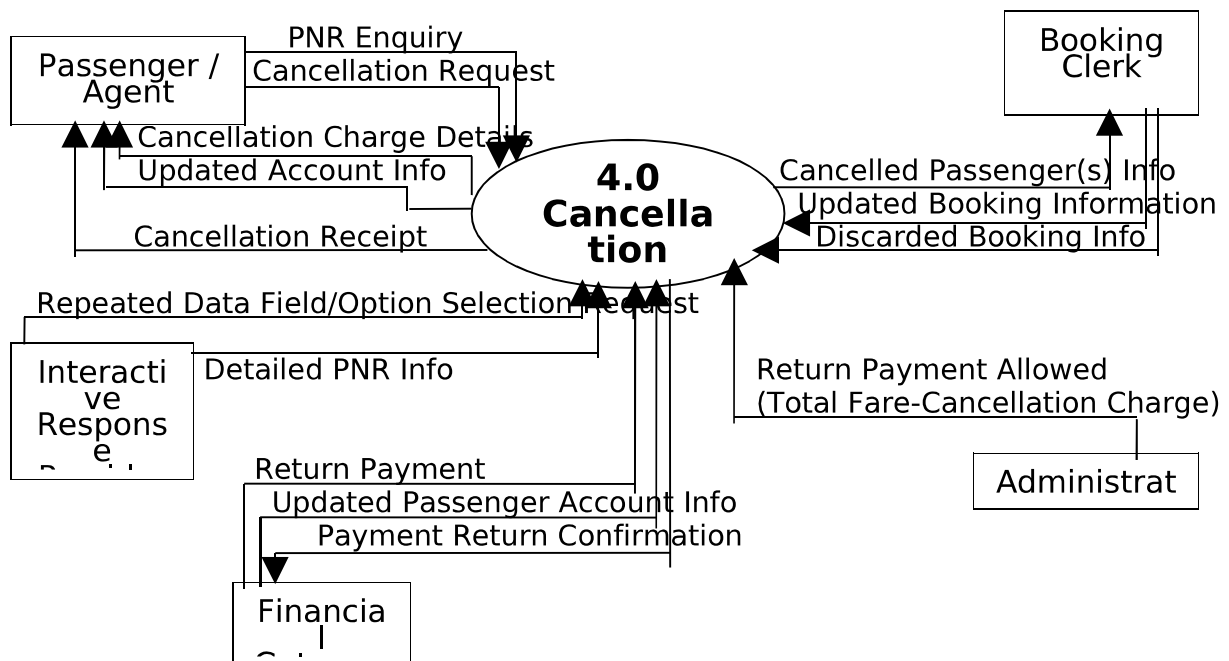 PNR Enquiry
Passenger /
Agent
Cancellation Request
Booking
Clerk
Cancellation Charge Details
Updated Account Info
Cancellation Receipt
4.0
Cancella
tion
Cancelled Passenger(s) Info
Updated Booking Information
Discarded Booking Info
Repeated Data Field/Option Selection Request
Interacti
ve
Respons
e
Detailed PNR Info
Return Payment Allowed
(Total Fare-Cancellation Charge)
Administrat
Return Payment
Updated Passenger Account Info
Payment Return Confirmation
Financia
l